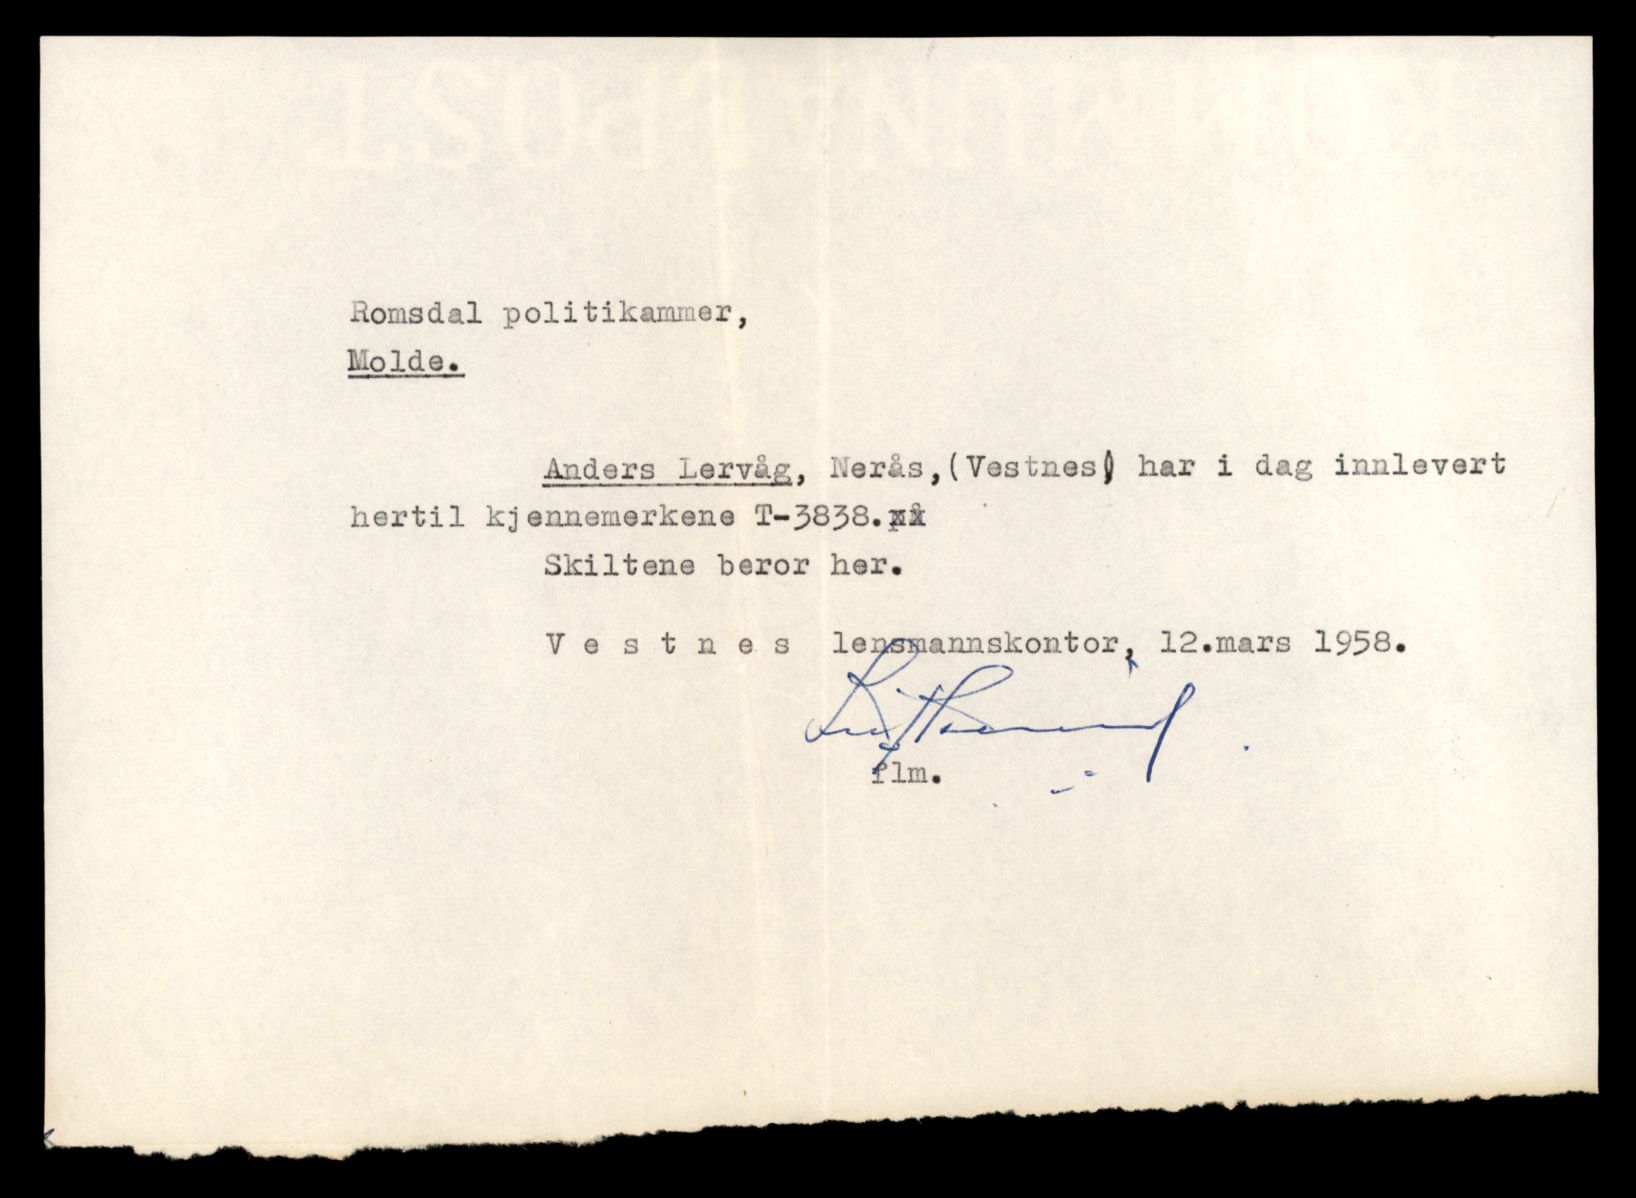 Romsdal politikammer,
Molde.
Anders Lervåg, Nerås,(Vestnes) har i dag innlevert
hertil kjennemerkene T-3838.
Skiltene beror her.
V e s t n e s lensmannskontor, 12.mars 1958.
flm.